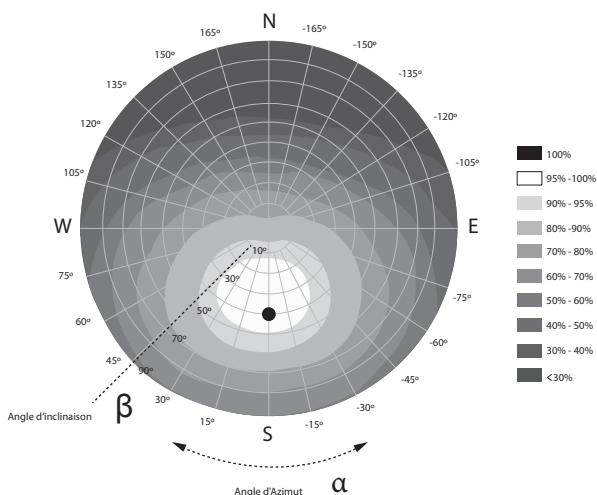 N
165º
-165º
150º
-150º
135º
-135º
120º
-120º
105º
-105º
W
E
75º
-75º
60º
-60º
45º
-45º
30º
-30º
15º
-15º
S
10º
30º
50º
70º
90º
Angle d'inclinaison
β
Angle d'Azimut
α
100%
95% -100%
90% - 95%
80% -90%
70% - 80%
60% - 70%
50% - 60%
40% - 50%
30% - 40%
<30%